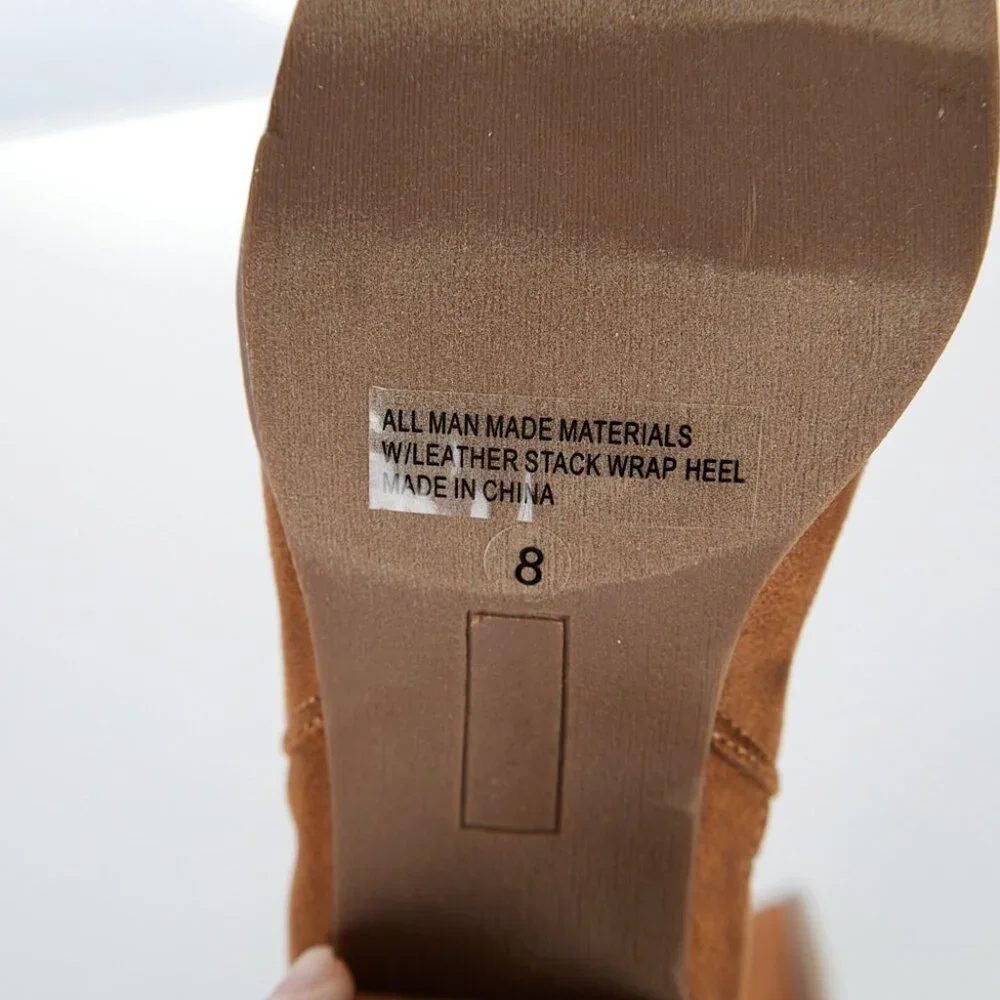 ALL MAN MADE MATERIALS
W/LEATHER STACK WRAP HEEL
MADE IN CHINA
8